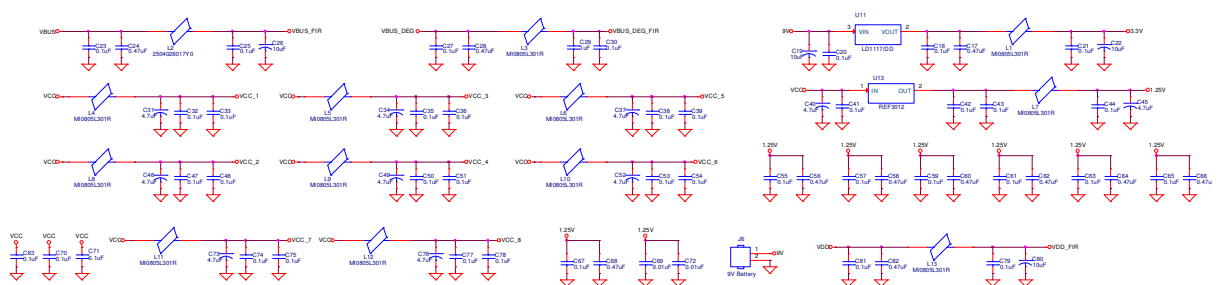 VBUS
C23
0.1uF
C24
0.47uF
L2
2504026017Y0
C25
0.1uF
C26
10uF
VBUS_FIR
VBUS_DEG
C27
0.1uF
C28
0.47uF
L3
MI0805L301R
C29
0.1uF
C30
0.1uF
VBUS_DEG_FIR
9V
C19
10uF
C20
0.1uF
U11
3
VIN
VOUT
2
LD1117/DD
C18
0.1uF
C17
0.47uF
L1
MI0805L301R
C21
0.1uF
C22
10uF
3.3V
VCC
L4
MI0805L301R
C31
4.7uF
C32
0.1uF
C33
0.1uF
VCC_1
VCC
L5
MI0805L301R
C34
4.7uF
C35
0.1uF
C36
0.1uF
VCC_3
VCC
L6
MI0805L301R
C37
4.7uF
C38
0.1uF
C39
0.1uF
VCC_5
VCC
C40
4.7uF
C41
0.1uF
U13
1
IN
OUT
2
REF3012
C42
0.1uF
C43
0.1uF
L7
MI0805L301R
C44
0.1uF
C45
4.7uF
1.25V
VCC
L8
MI0805L301R
C46
4.7uF
C47
0.1uF
C48
0.1uF
VCC_2
VCC
L9
MI0805L301R
C49
4.7uF
C50
0.1uF
C51
0.1uF
VCC_4
VCC
L10
MI0805L301R
C52
4.7uF
C53
0.1uF
C54
0.1uF
VCC_6
1.25V
C55
0.1uF
C56
0.47uF
1.25V
C57
0.1uF
C58
0.47uF
1.25V
C59
0.1uF
C60
0.47uF
1.25V
C61
0.1uF
C62
0.47uF
1.25V
C63
0.1uF
C64
0.47uF
1.25V
C65
0.1uF
C66
0.47uF
VCC
C83
0.1uF
VCC
C70
0.1uF
VCC
C71
0.1uF
VCC
L11
MI0805L301R
C73
4.7uF
C74
0.1uF
C75
0.1uF
VCC_7
VCC
L12
MI0805L301R
C76
4.7uF
C77
0.1uF
C78
0.1uF
VCC_8
1.25V
C67
0.1uF
C68
0.47uF
1.25V
C69
0.01uF
C72
0.01uF
J6
1
2
9V
9V Battery
VDD
C81
0.1uF
C82
0.47uF
L13
MI0805L301R
C79
0.1uF
C80
10uF
VDD_FIR